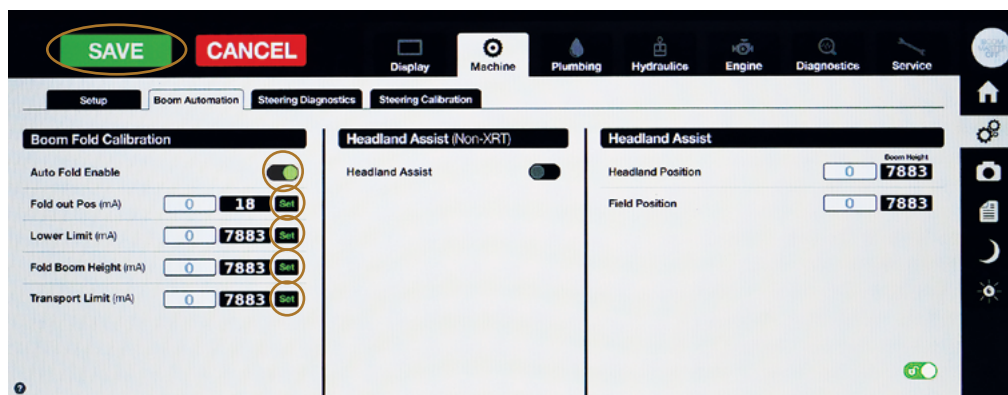 SAVE
CANCEL
Display
Machine
Plumbing
Hydraulics
Engine
Diagnostics
Service
BOOM
MASTER
OFF
Setup
Boom Automation
Steering Diagnostics
Steering Calibration
Boom Fold Calibration
Auto Fold Enable
Fold out Pos (mA) 0 18 Set
Lower Limit (mA) 0 7883 Set
Fold Boom Height (mA) 0 7883 Set
Transport Limit (mA) 0 7883 Set
Headland Assist (Non-XRT)
Headland Assist
Headland Assist
Boom Height
Headland Position 0 7883
Field Position 0 7883
?